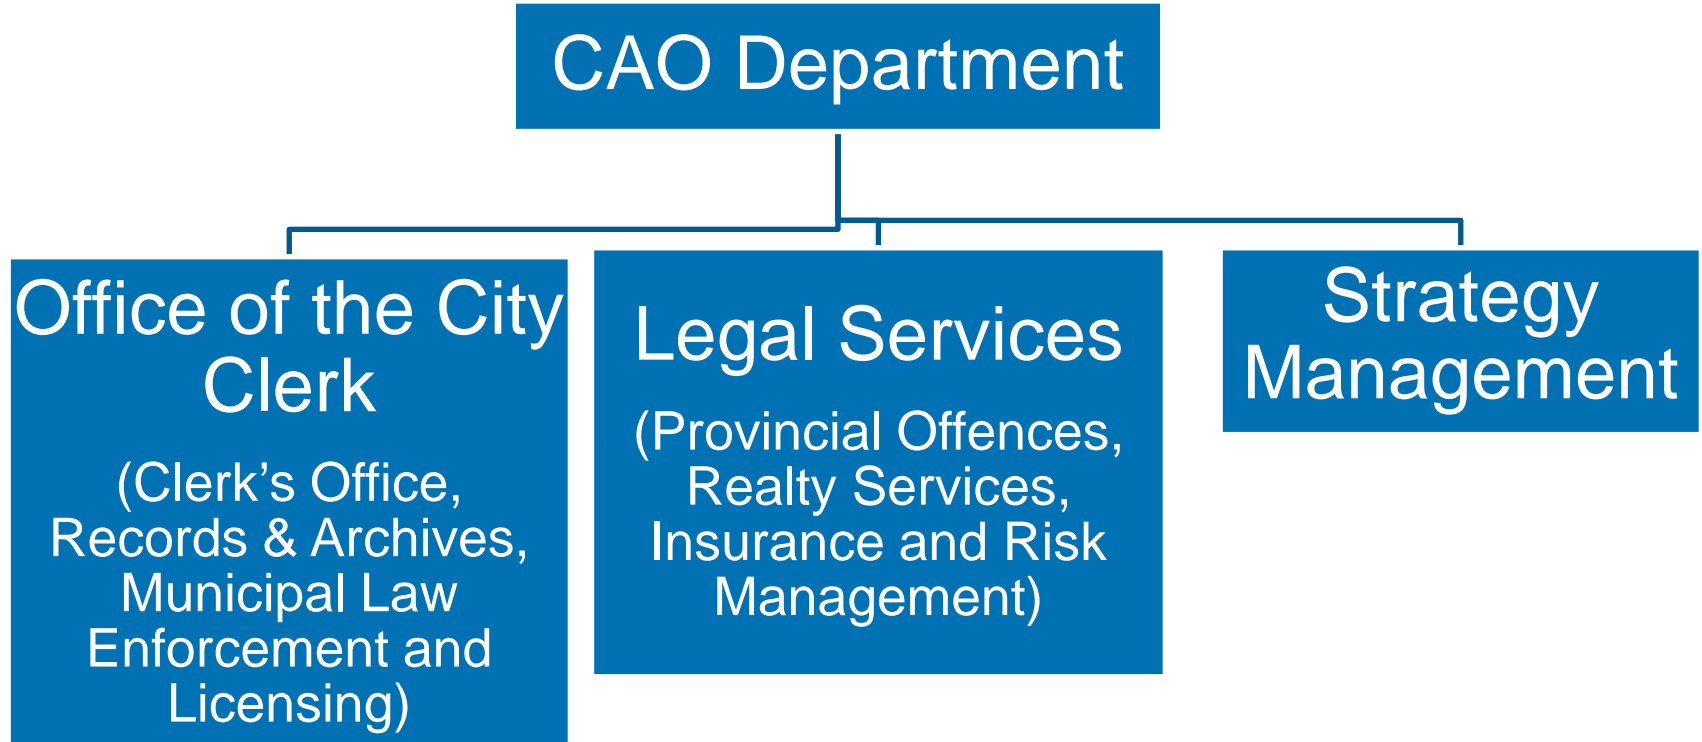 CAO Department
Office of the City
Clerk
(Clerk’s Office,
Records & Archives,
Municipal Law
Enforcement and
Licensing)
Legal Services
(Provincial Offences,
Realty Services,
Insurance and Risk
Management)
Strategy
Management